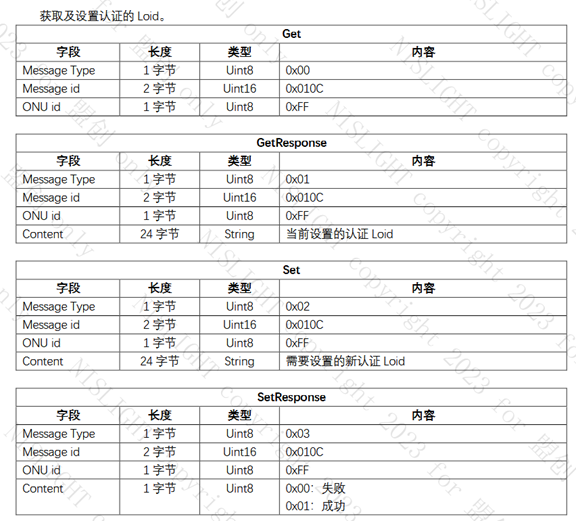 获取及设置认证的 Loid。
Get
字段 长度 类型 内容
Message Type 1 字节 Uint8 0x00
Message id 2 字节 Uint16 0x010C
ONU id 1 字节 Uint8 0xFF
GetResponse
字段 长度 类型 内容
Message Type 1 字节 Uint8 0x01
Message id 2 字节 Uint16 0x010C
ONU id 1 字节 Uint8 0xFF
Content 24 字节 String 当前设置的认证 Loid
Set
字段 长度 类型 内容
Message Type 1 字节 Uint8 0x02
Message id 2 字节 Uint16 0x010C
ONU id 1 字节 Uint8 0xFF
Content 24 字节 String 需要设置的新认证 Loid
SetResponse
字段 长度 类型 内容
Message Type 1 字节 Uint8 0x03
Message id 2 字节 Uint16 0x010C
ONU id 1 字节 Uint8 0xFF
Content 1 字节 Uint8 0x00：失败
0x01：成功
NISLIGHT copyright 2023 for 盟创 only